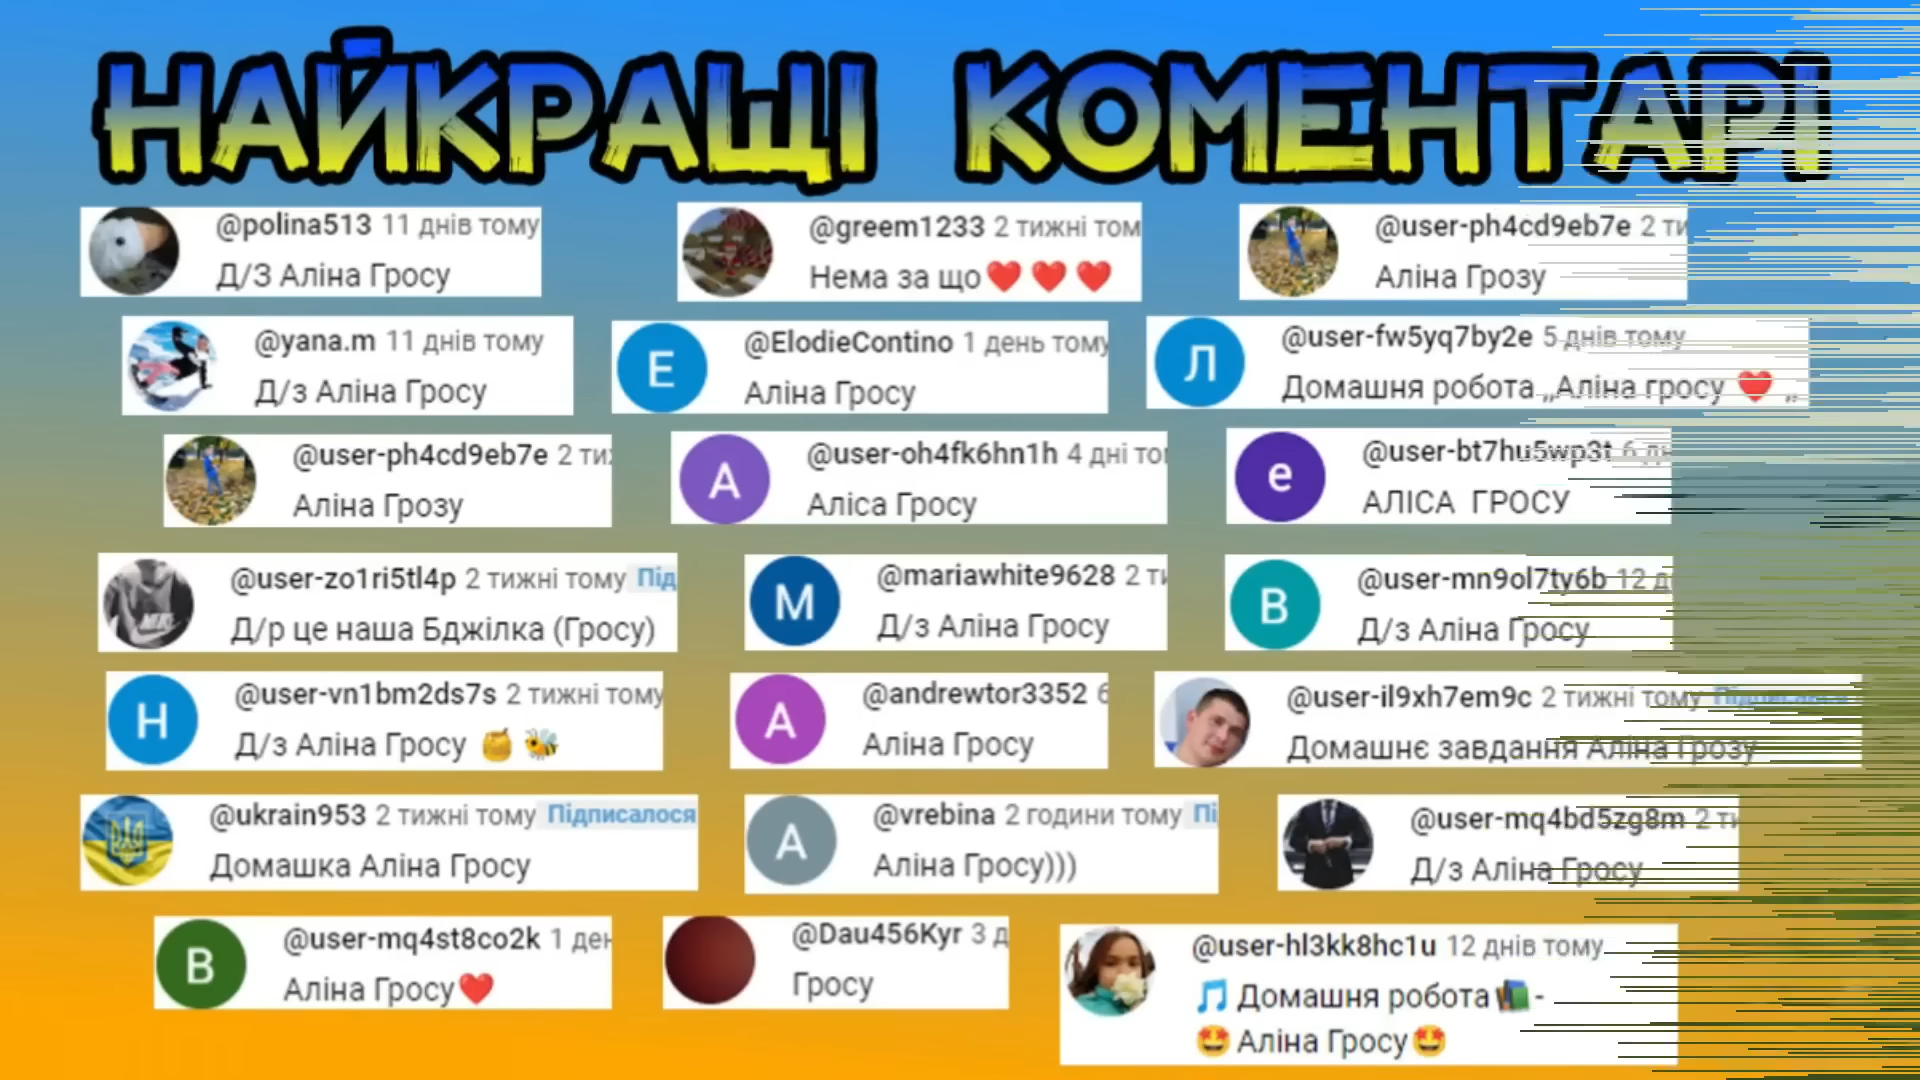 НАЙКРАЩІ КОМЕНТАРІ
@polina513 11 днів тому
Д/З Аліна Гросу
@greem1233 2 тижні том
Нема за що❤️❤️❤️
@user-ph4cd9eb7e 2 ти
Аліна Грозу
@yana.m 11 днів тому
Д/з Аліна Гросу
E
@ElodieContino 1 день тому
Аліна Гросу
Л
@user-fw5yq7by2e 5 днів тому
Домашня робота „Аліна гросу ❤️ „
@user-ph4cd9eb7e 2 ти
Аліна Грозу
А
@user-oh4fk6hn1h 4 дні то
Аліса Гросу
е
@user-bt7hu5wp3t 6 дн
АЛІСА ГРОСУ
@user-zo1ri5tl4p 2 тижні тому Під
Д/р це наша Бджілка (Гросу)
M
@mariawhite9628 2 ти
Д/з Аліна Гросу
В
@user-mn9ol7ty6b 12 д
Д/з Аліна Гросу
Н
@user-vn1bm2ds7s 2 тижні тому
Д/з Аліна Гросу 🍯 🐝
A
@andrewtor3352 6
Аліна Гросу
@user-il9xh7em9c 2 тижні тому Підписалося
Домашнє завдання Аліна Грозу
@ukrain953 2 тижні тому Підписалося
Домашка Аліна Гросу
А
@vrebina 2 години тому Пі
Аліна Гросу)))
@user-mq4bd5zg8m 2 ти
Д/з Аліна Гросу
В
@user-mq4st8co2k 1 ден
Аліна Гросу❤️
@Dau456Kyr 3 д
Гросу
@user-hl3kk8hc1u 12 днів тому
🎵 Домашня робота📚-
🤩Аліна Гросу🤩